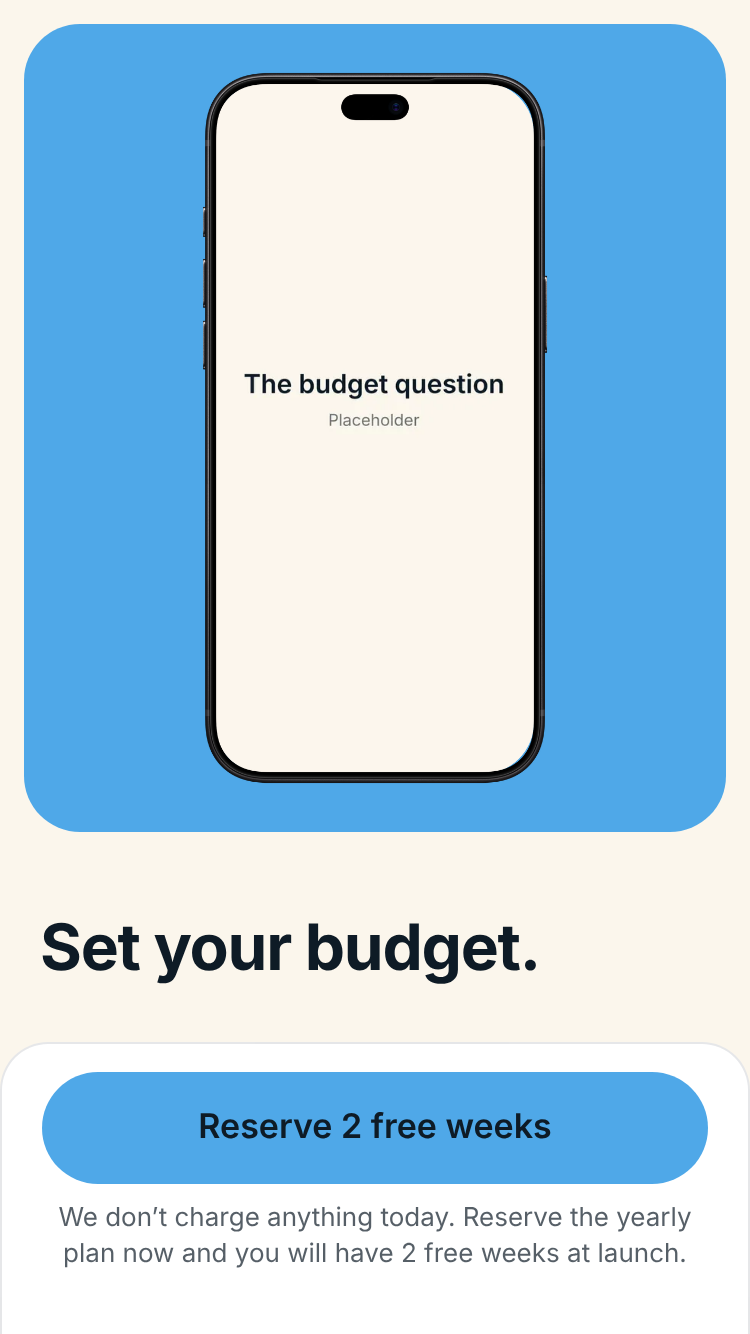 The budget question
Placeholder
Set your budget.
Reserve 2 free weeks
We don’t charge anything today. Reserve the yearly
plan now and you will have 2 free weeks at launch.